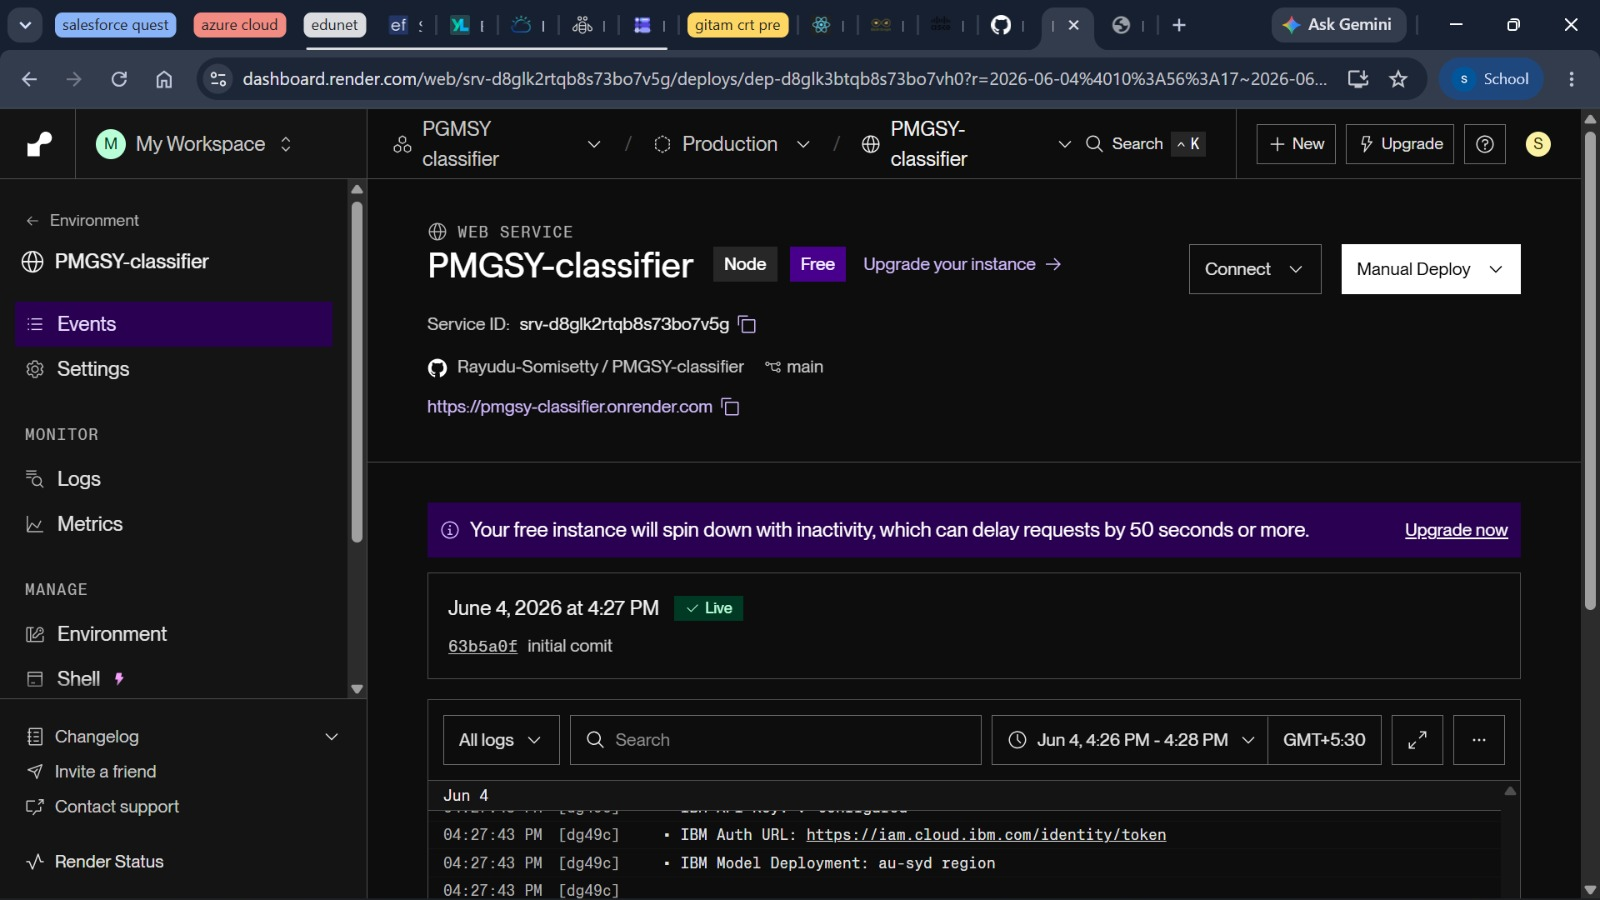 salesforce quest
azure cloud
edunet
gitam crt pre
Ask Gemini
dashboard.render.com/web/srv-d8glk2rtqb8s73bo7v5g/deploys/dep-d8glk3btqb8s73bo7vh0?r=2026-06-04%4010%3A56%3A17~2026-06...
S School
M My Workspace
PGMSY classifier
/
Production
/
PGMSY-classifier
Search ^ K
+ New
Upgrade
S
← Environment
PMGSY-classifier
Events
Settings
MONITOR
Logs
Metrics
MANAGE
Environment
Shell
Changelog
Invite a friend
Contact support
Render Status
WEB SERVICE
PMGSY-classifier
Node
Free
Upgrade your instance →
Connect
Manual Deploy
Service ID: srv-d8glk2rtqb8s73bo7v5g
Rayudu-Somisetty / PMGSY-classifier main
https://pmgsy-classifier.onrender.com
Your free instance will spin down with inactivity, which can delay requests by 50 seconds or more.
Upgrade now
June 4, 2026 at 4:27 PM ✓ Live
63b5a0f initial comit
All logs
Search
Jun 4, 4:26 PM - 4:28 PM
GMT+5:30
...
Jun 4
04:27:43 PM [dg49c] • IBM Auth URL: https://iam.cloud.ibm.com/identity/token
04:27:43 PM [dg49c] • IBM Model Deployment: au-syd region
04:27:43 PM [dg49c]